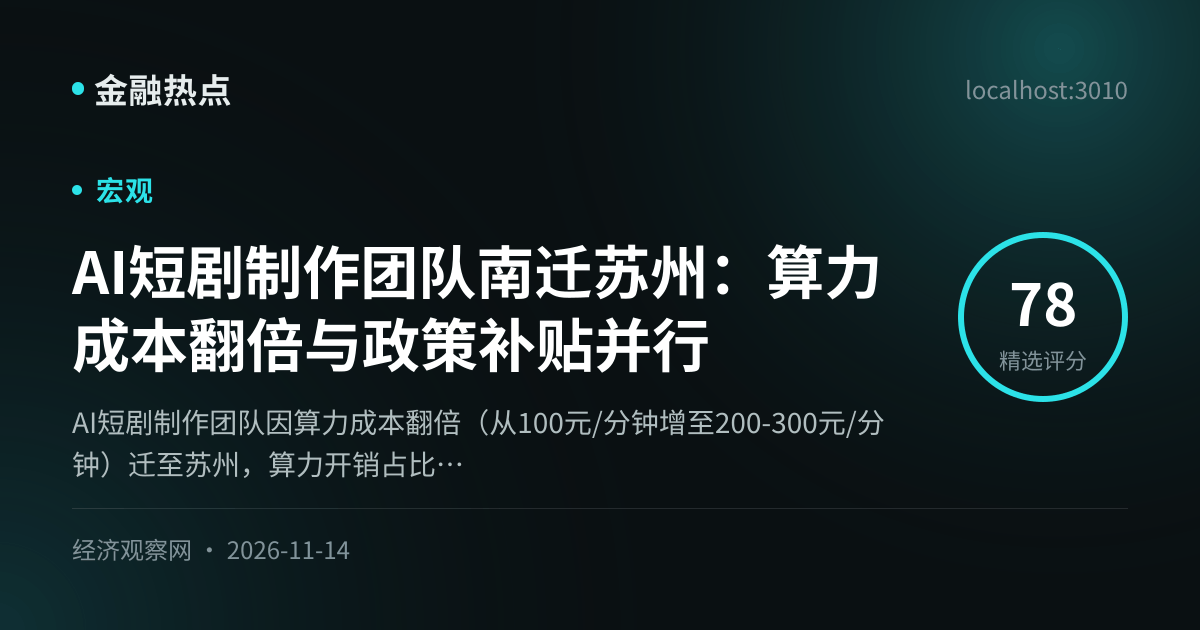 金融热点
localhost:3010
宏观
AI短剧制作团队南迁苏州：算力
成本翻倍与政策补贴并行
78
精选评分
AI短剧制作团队因算力成本翻倍（从100元/分钟增至200-300元/分
钟）迁至苏州，算力开销占比…
经济观察网 • 2026-11-14